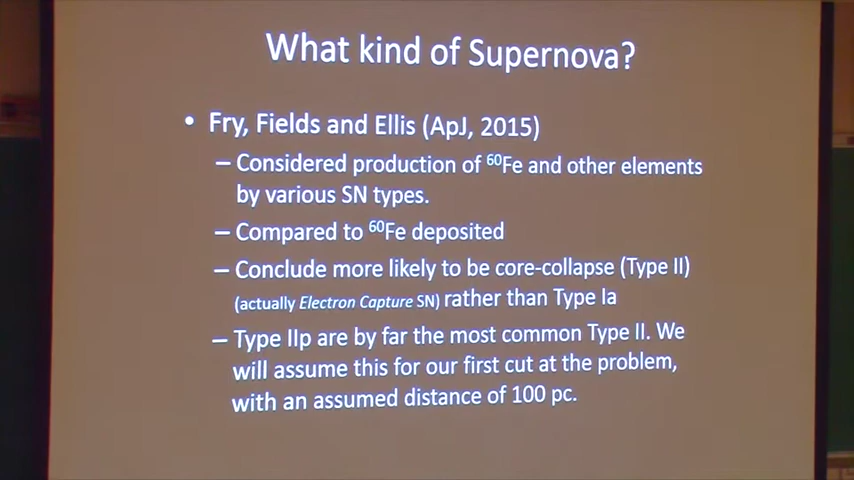 What kind of Supernova?
• Fry, Fields and Ellis (ApJ, 2015)
– Considered production of ⁶⁰Fe and other elements
by various SN types.
– Compared to ⁶⁰Fe deposited
– Conclude more likely to be core-collapse (Type II)
(actually Electron Capture SN) rather than Type Ia
– Type IIp are by far the most common Type II. We
will assume this for our first cut at the problem,
with an assumed distance of 100 pc.